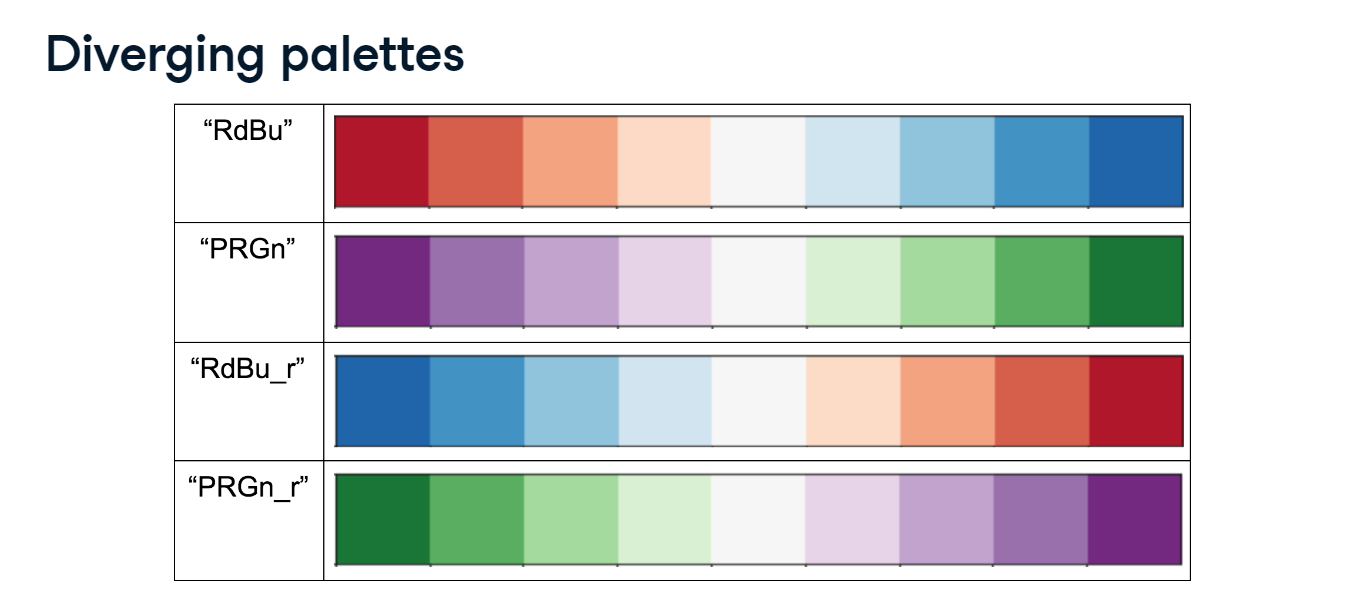 Diverging palettes
“RdBu”
“PRGn”
“RdBu_r”
“PRGn_r”